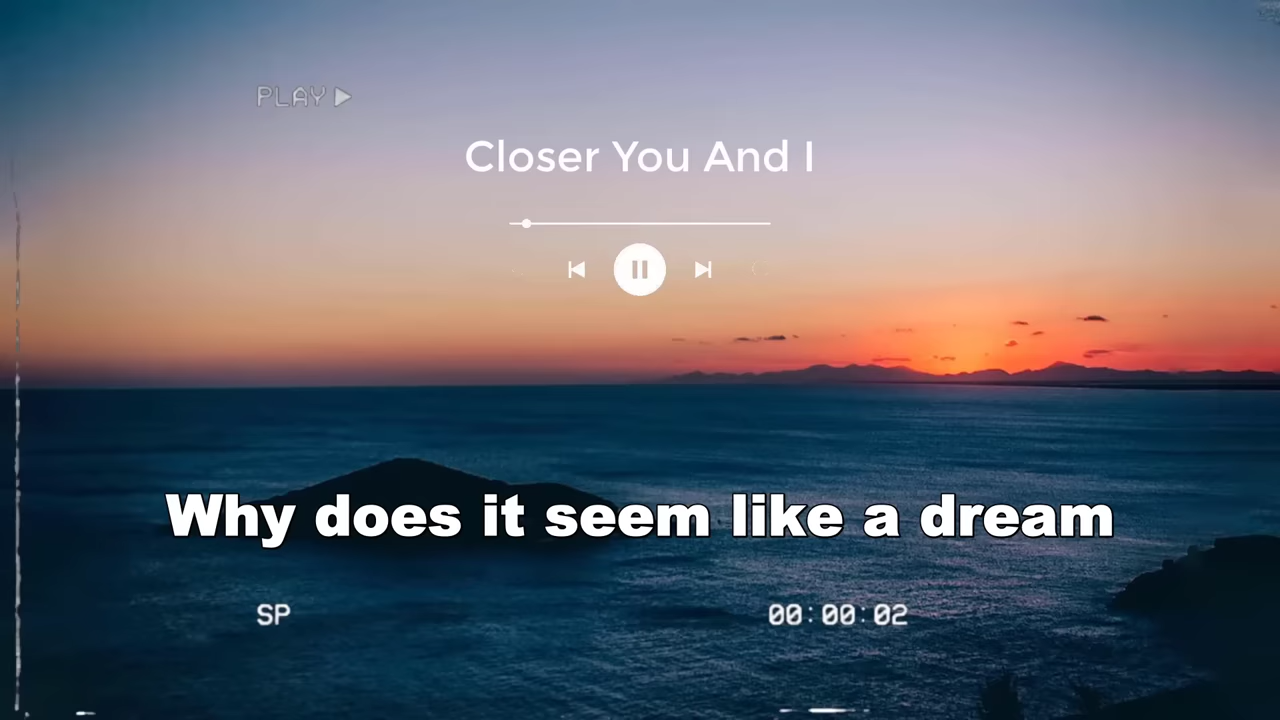 PLAY
Closer You And I
Why does it seem like a dream
SP
00:00:02